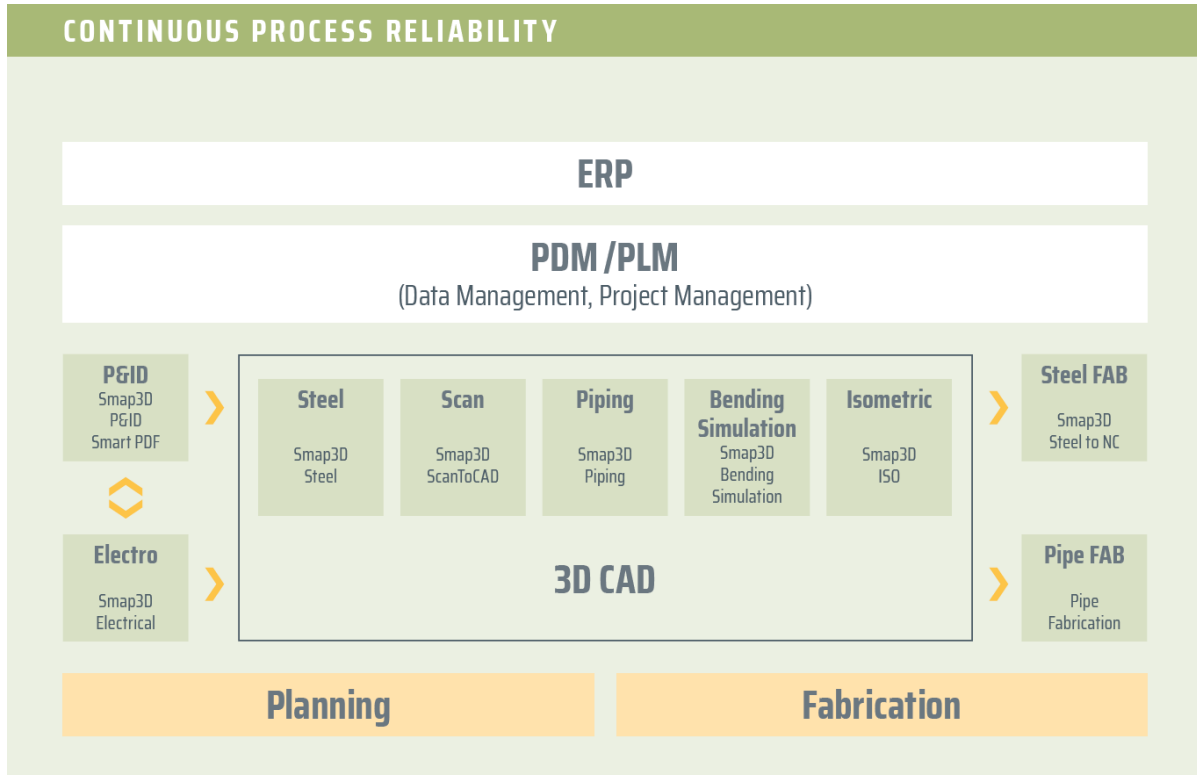 CONTINUOUS PROCESS RELIABILITY
ERP
PDM /PLM
(Data Management, Project Management)
P&ID
Smap3D
P&ID
Smart PDF
Electro
Smap3D
Electrical
Steel
Smap3D
Steel
Scan
Smap3D
ScanToCAD
Piping
Smap3D
Piping
Bending
Simulation
Smap3D
Bending
Simulation
Isometric
Smap3D
ISO
3D CAD
Steel FAB
Smap3D
Steel to NC
Pipe FAB
Pipe
Fabrication
Planning
Fabrication